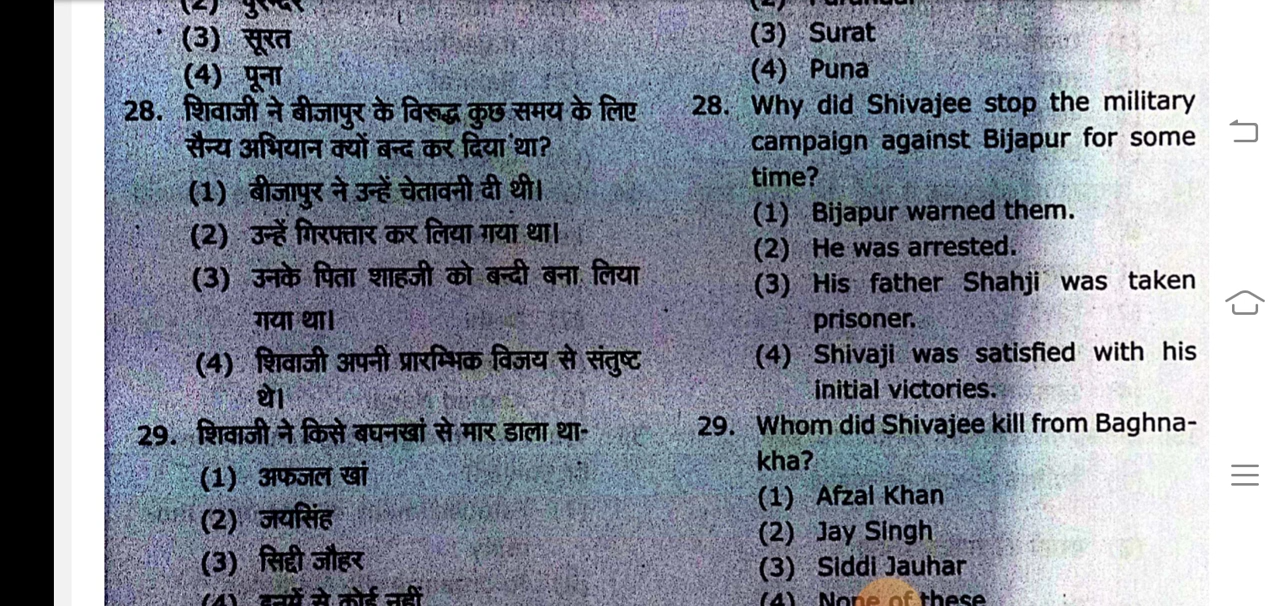 (3) सूरत
(4) पूना
28. शिवाजी ने बीजापुर के विरूद्ध कुछ समय के लिए
सैन्य अभियान क्यों बन्द कर दिया था?
(1) बीजापुर ने उन्हें चेतावनी दी थी।
(2) उन्हें गिरफ्तार कर लिया गया था।
(3) उनके पिता शाहजी को बन्दी बना लिया
गया था।
(4) शिवाजी अपनी प्रारम्भिक विजय से संतुष्ट
थे।
29. शिवाजी ने किसे बघनखां से मार डाला था-
(1) अफजल खां
(2) जयसिंह
(3) सिद्दी जौहर
(4) इनमें से कोई नहीं
(3) Surat
(4) Puna
28. Why did Shivajee stop the military
campaign against Bijapur for some
time?
(1) Bijapur warned them.
(2) He was arrested.
(3) His father Shahji was taken
prisoner.
(4) Shivaji was satisfied with his
initial victories.
29. Whom did Shivajee kill from Baghna-
kha?
(1) Afzal Khan
(2) Jay Singh
(3) Siddi Jauhar
(4) None of these